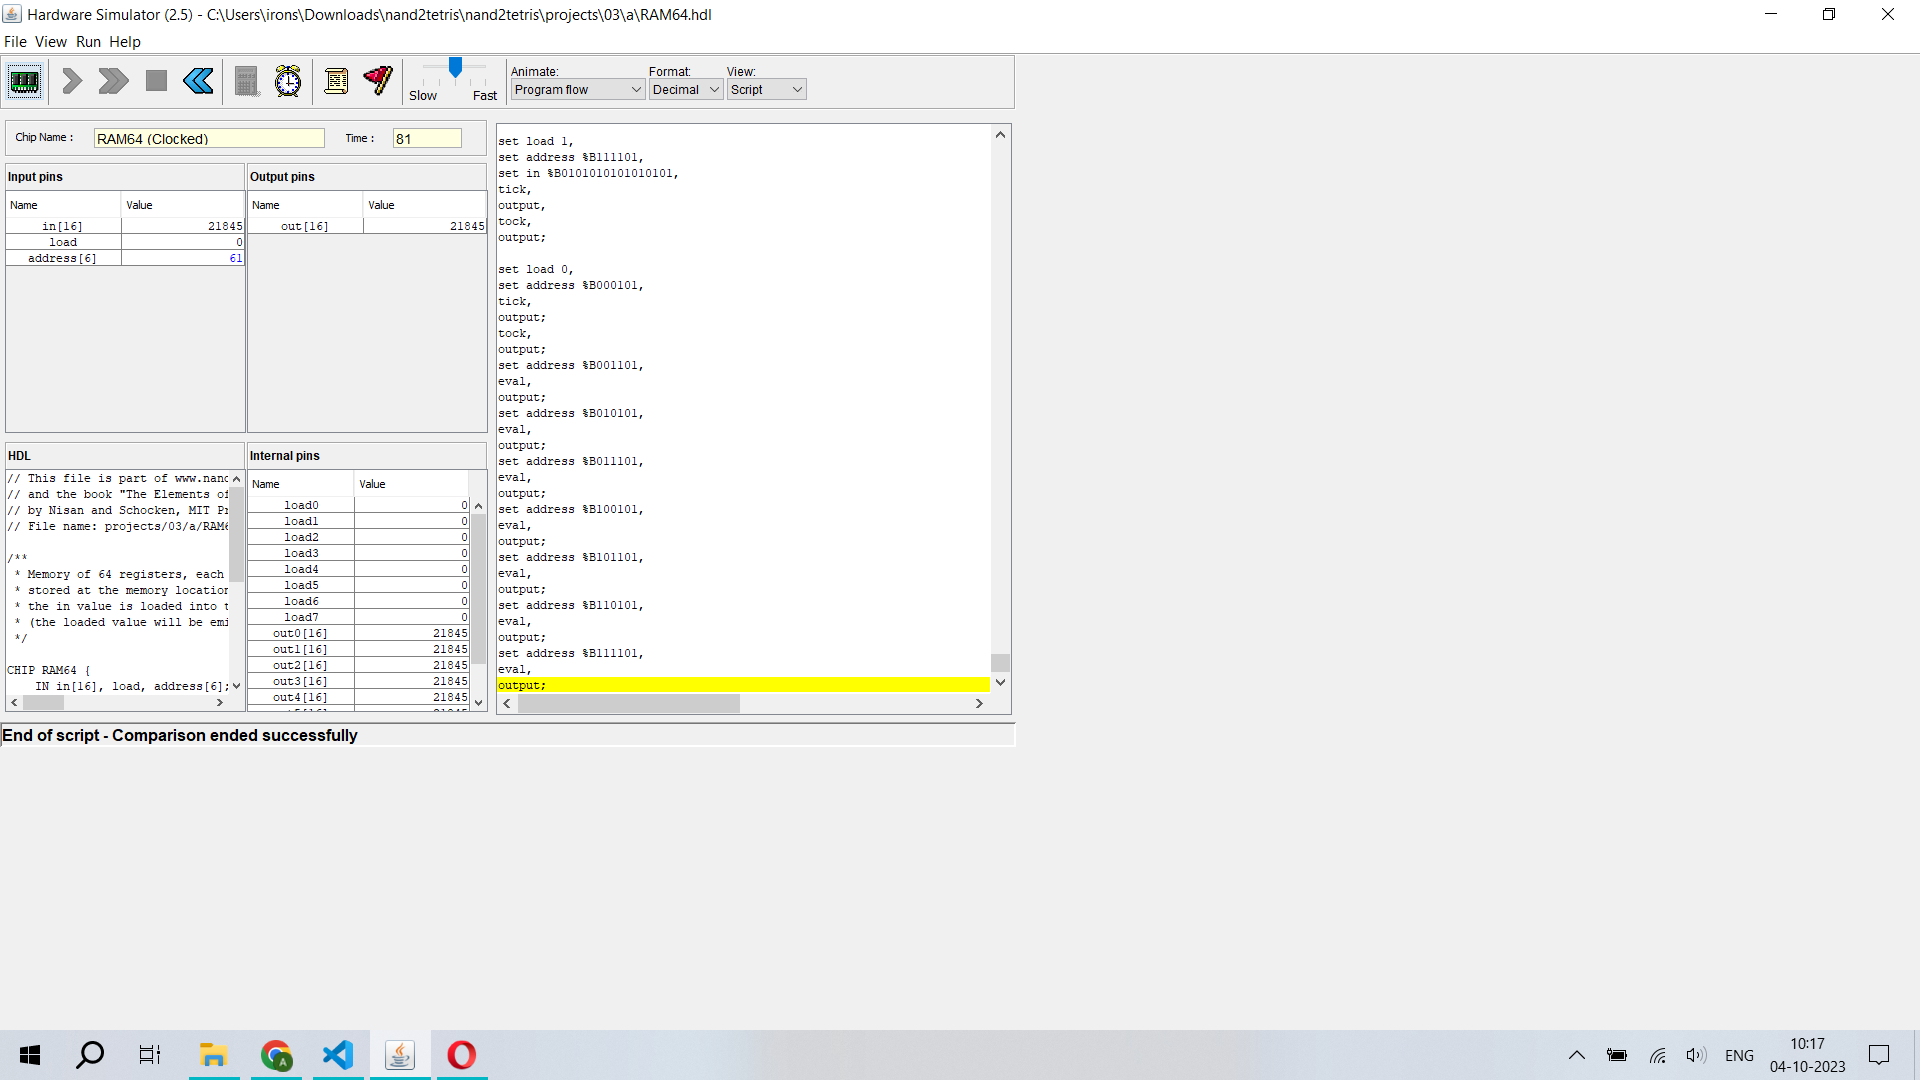 Hardware Simulator (2.5) - C:\Users\irons\Downloads\nand2tetris\nand2tetris\projects\03\a\RAM64.hdl
File View Run Help
Slow Fast
Animate: Format: View:
Program flow Decimal Script
Chip Name : RAM64 (Clocked) Time : 81
Input pins
Name Value
in[16] 21845
load 0
address[6] 61
Output pins
Name Value
out[16] 21845
HDL
// This file is part of www.nand
// and the book "The Elements of
// by Nisan and Schocken, MIT Pr
// File name: projects/03/a/RAM6
/**
* Memory of 64 registers, each
* stored at the memory location
* the in value is loaded into t
* (the loaded value will be emi
*/
CHIP RAM64 {
IN in[16], load, address[6];
Internal pins
Name Value
load0 0
load1 0
load2 0
load3 0
load4 0
load5 0
load6 0
load7 0
out0[16] 21845
out1[16] 21845
out2[16] 21845
out3[16] 21845
out4[16] 21845
set load 1,
set address %B111101,
set in %B0101010101010101,
tick,
output,
tock,
output;
set load 0,
set address %B000101,
tick,
output;
tock,
output;
set address %B001101,
eval,
output;
set address %B010101,
eval,
output;
set address %B011101,
eval,
output;
set address %B100101,
eval,
output;
set address %B101101,
eval,
output;
set address %B110101,
eval,
output;
set address %B111101,
eval,
output;
End of script - Comparison ended successfully
A
ENG
10:17
04-10-2023